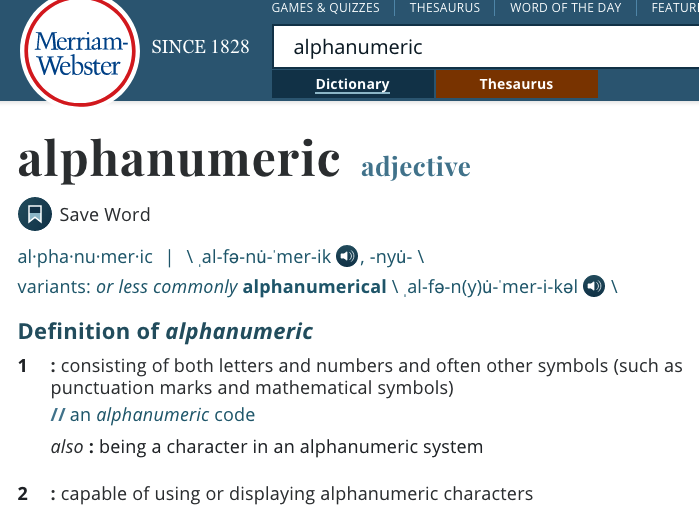 GAMES & QUIZZES THESAURUS WORD OF THE DAY
Merriam-
Webster
SINCE 1828
alphanumeric
Dictionary Thesaurus
alphanumeric adjective
Save Word
al·pha·nu·mer·ic | \ ˌal-fə-nu̇-ˈmer-ik , -nyu̇- \
variants: or less commonly alphanumerical \ ˌal-fə-n(y)u̇-ˈmer-i-kəl \
Definition of alphanumeric
1 : consisting of both letters and numbers and often other symbols (such as
punctuation marks and mathematical symbols)
// an alphanumeric code
also : being a character in an alphanumeric system
2 : capable of using or displaying alphanumeric characters